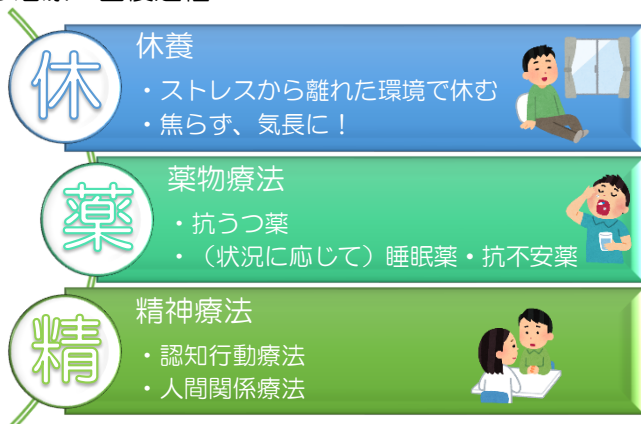 休
休養
・ストレスから離れた環境で休む
・焦らず、気長に!
薬
薬物療法
・抗うつ薬
・(状況に応じて)睡眠薬・抗不安薬
精
精神療法
・認知行動療法
・人間関係療法